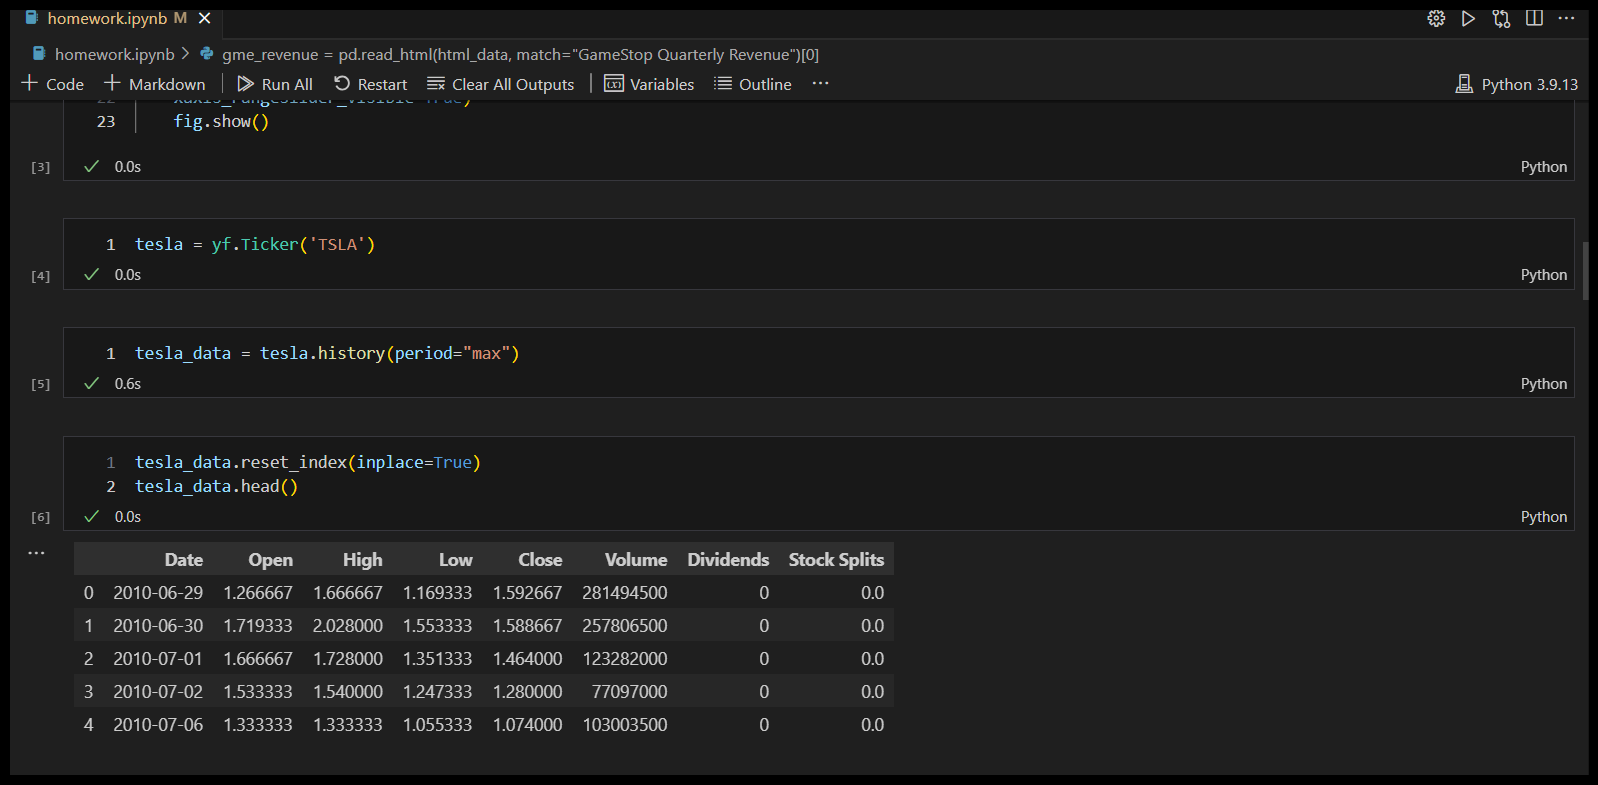 homework.ipynb M
homework.ipynb > gme_revenue = pd.read_html(html_data, match="GameStop Quarterly Revenue")[0]
+ Code + Markdown Run All Restart Clear All Outputs Variables Outline ... Python 3.9.13
22 xaxis_rangeslider_visible=True)
23 fig.show()
[3] 0.0s Python
1 tesla = yf.Ticker('TSLA')
[4] 0.0s Python
1 tesla_data = tesla.history(period="max")
[5] 0.6s Python
1 tesla_data.reset_index(inplace=True)
2 tesla_data.head()
[6] 0.0s Python
...
Date Open High Low Close Volume Dividends Stock Splits
0 2010-06-29 1.266667 1.666667 1.169333 1.592667 281494500 0 0.0
1 2010-06-30 1.719333 2.028000 1.553333 1.588667 257806500 0 0.0
2 2010-07-01 1.666667 1.728000 1.351333 1.464000 123282000 0 0.0
3 2010-07-02 1.533333 1.540000 1.247333 1.280000 77097000 0 0.0
4 2010-07-06 1.333333 1.333333 1.055333 1.074000 103003500 0 0.0